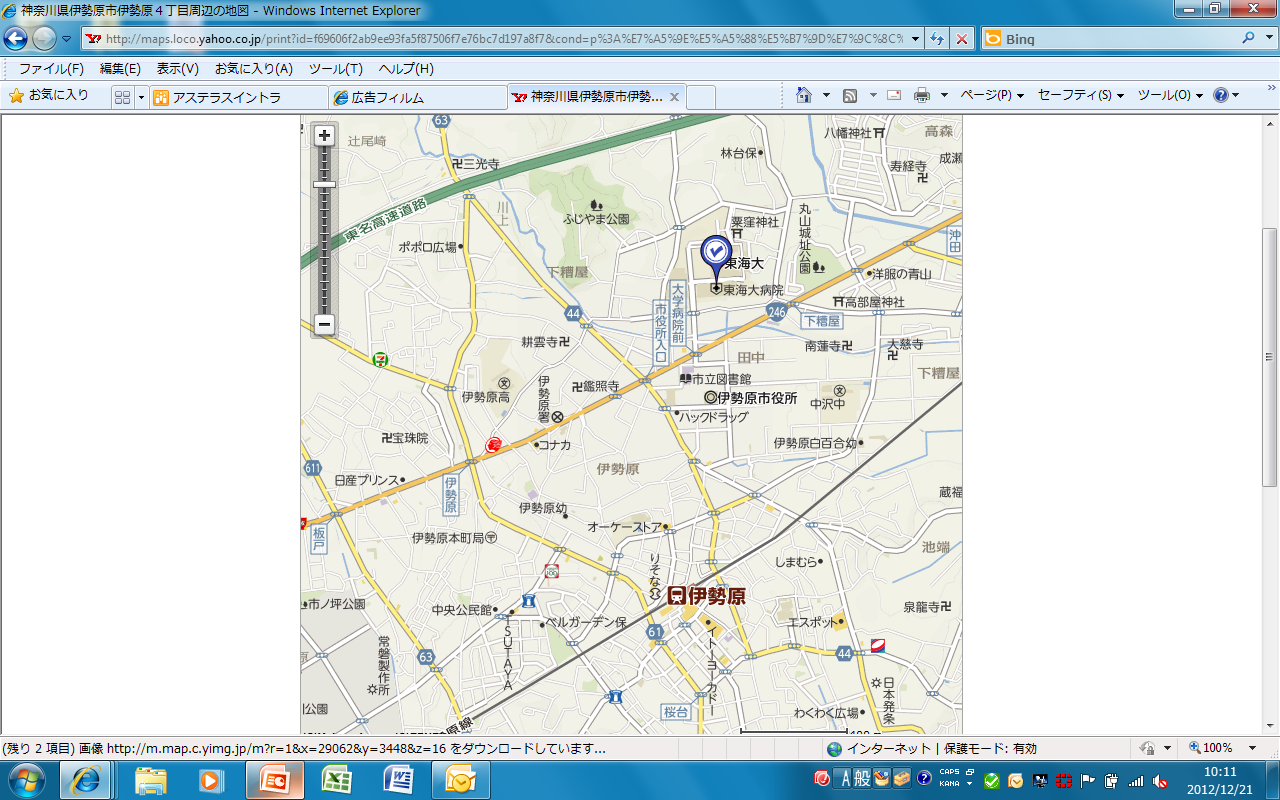 神奈川県伊勢原市伊勢原４丁目周辺の地図 - Windows Internet Explorer
http://maps.loco.yahoo.co.jp/print?id=f69606f2ab9ee93fa5f87506f7e76bc7d197a8f7&cond=p%3A%E7%A5%9E%E5%A5%88%E5%B7%9D%E7%9C%8C%
Bing
ファイル(F) 編集(E) 表示(V) お気に入り(A) ツール(T) ヘルプ(H)
お気に入り
アステラスイントラ
広告フィルム
神奈川県伊勢原市伊勢...
ページ(P) セーフティ(S) ツール(O)
63
辻尾崎
八幡神社
高森
林台保
三光寺
寿経寺
成瀬
東名高速道路
川上
ふじやま公園
粟窪神社
丸山城址公園
沖田
ポポロ広場
東海大
下糟屋
洋服の青山
東海大病院
大学病院前
市役所入口
高部屋神社
44
246
下糟屋
耕雲寺
田中
南蓮寺
大慈寺
下糟屋
伊勢原高
伊勢原署
鑑照寺
市立図書館
伊勢原市役所
中沢中
ハックドラッグ
宝珠院
コナカ
伊勢原白百合幼
611
日産プリンス
伊勢原
伊勢原
蔵福
伊勢原幼
オーケーストア
板戸
伊勢原本町局
池端
りそな
しまむら
100
伊勢原
市ノ坪公園
中央公民館
ベルガーデン保
TSUTAYA
泉龍寺
エスポット
61
イトーヨーカドー
44
常磐製作所
63
日本発条
桜台
わくわく広場
公園
原線
(残り 2 項目) 画像 http://m.map.c.yimg.jp/m?r=1&x=29062&y=3448&z=16 をダウンロードしています...
インターネット | 保護モード: 有効
100%
A 般
CAPS
KANA
10:11
2012/12/21